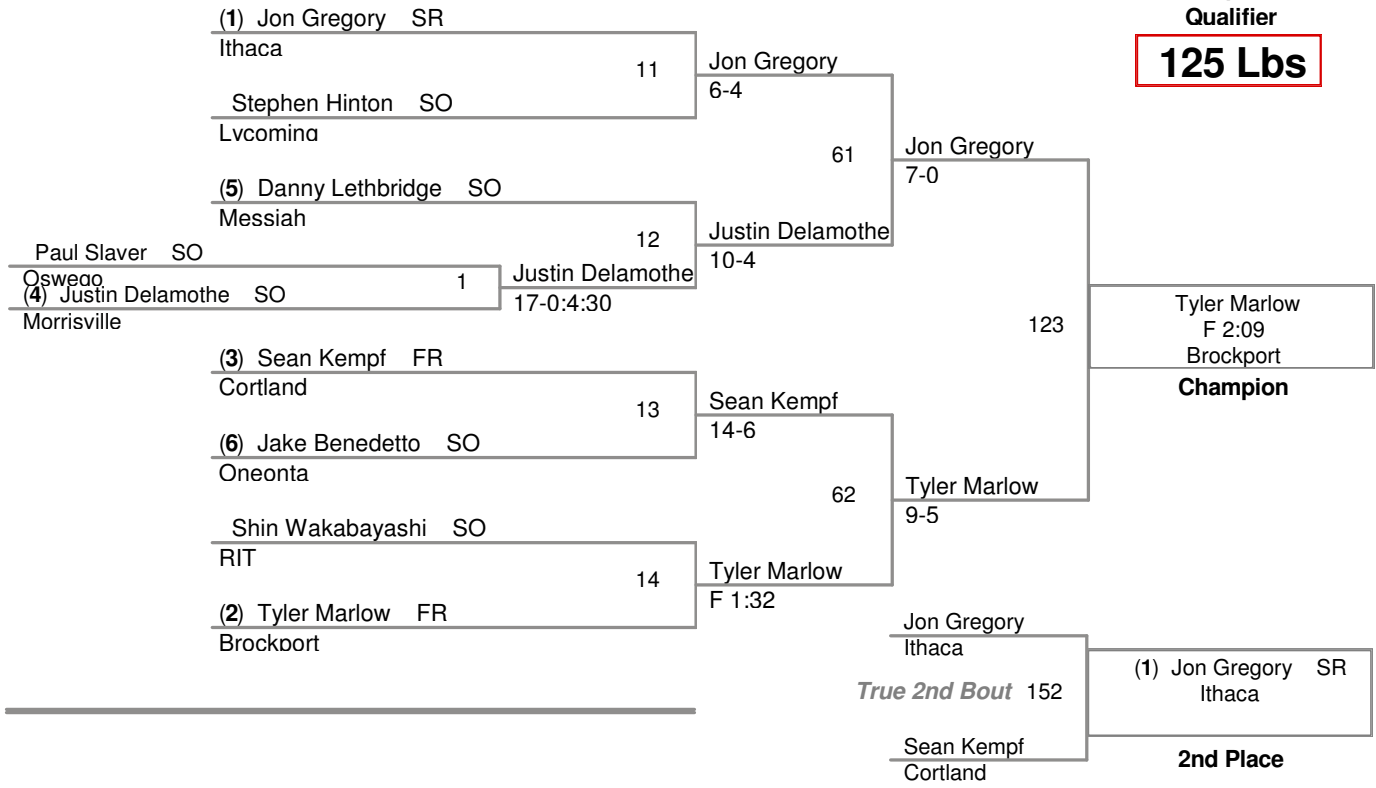 Qualifier
125 Lbs
(1) Jon Gregory SR
Ithaca
11
Stephen Hinton SO
Lycoming
Jon Gregory
6-4
61
(5) Danny Lethbridge SO
Messiah
12
Paul Slaver SO
Oswego
1
(4) Justin Delamothe SO
Morrisville
Justin Delamothe
17-0:4:30
Justin Delamothe
10-4
Jon Gregory
7-0
123
(3) Sean Kempf FR
Cortland
13
(6) Jake Benedetto SO
Oneonta
Sean Kempf
14-6
62
Shin Wakabayashi SO
RIT
14
(2) Tyler Marlow FR
Brockport
Tyler Marlow
F 1:32
Tyler Marlow
9-5
Tyler Marlow
F 2:09
Brockport
Champion
Jon Gregory
Ithaca
True 2nd Bout 152
Sean Kempf
Cortland
(1) Jon Gregory SR
Ithaca
2nd Place